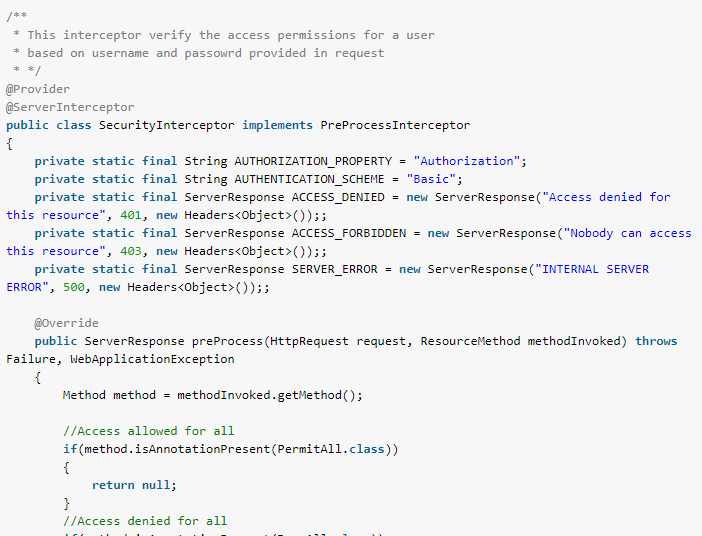 /**
 * This interceptor verify the access permissions for a user
 * based on username and passowrd provided in request
 * */
@Provider
@ServerInterceptor
public class SecurityInterceptor implements PreProcessInterceptor
{
    private static final String AUTHORIZATION_PROPERTY = "Authorization";
    private static final String AUTHENTICATION_SCHEME = "Basic";
    private static final ServerResponse ACCESS_DENIED = new ServerResponse("Access denied for
this resource", 401, new Headers<Object>());;
    private static final ServerResponse ACCESS_FORBIDDEN = new ServerResponse("Nobody can access
this resource", 403, new Headers<Object>());;
    private static final ServerResponse SERVER_ERROR = new ServerResponse("INTERNAL SERVER
ERROR", 500, new Headers<Object>());;

    @Override
    public ServerResponse preProcess(HttpRequest request, ResourceMethod methodInvoked) throws
Failure, WebApplicationException
    {
        Method method = methodInvoked.getMethod();

        //Access allowed for all
        if(method.isAnnotationPresent(PermitAll.class))
        {
            return null;
        }
        //Access denied for all